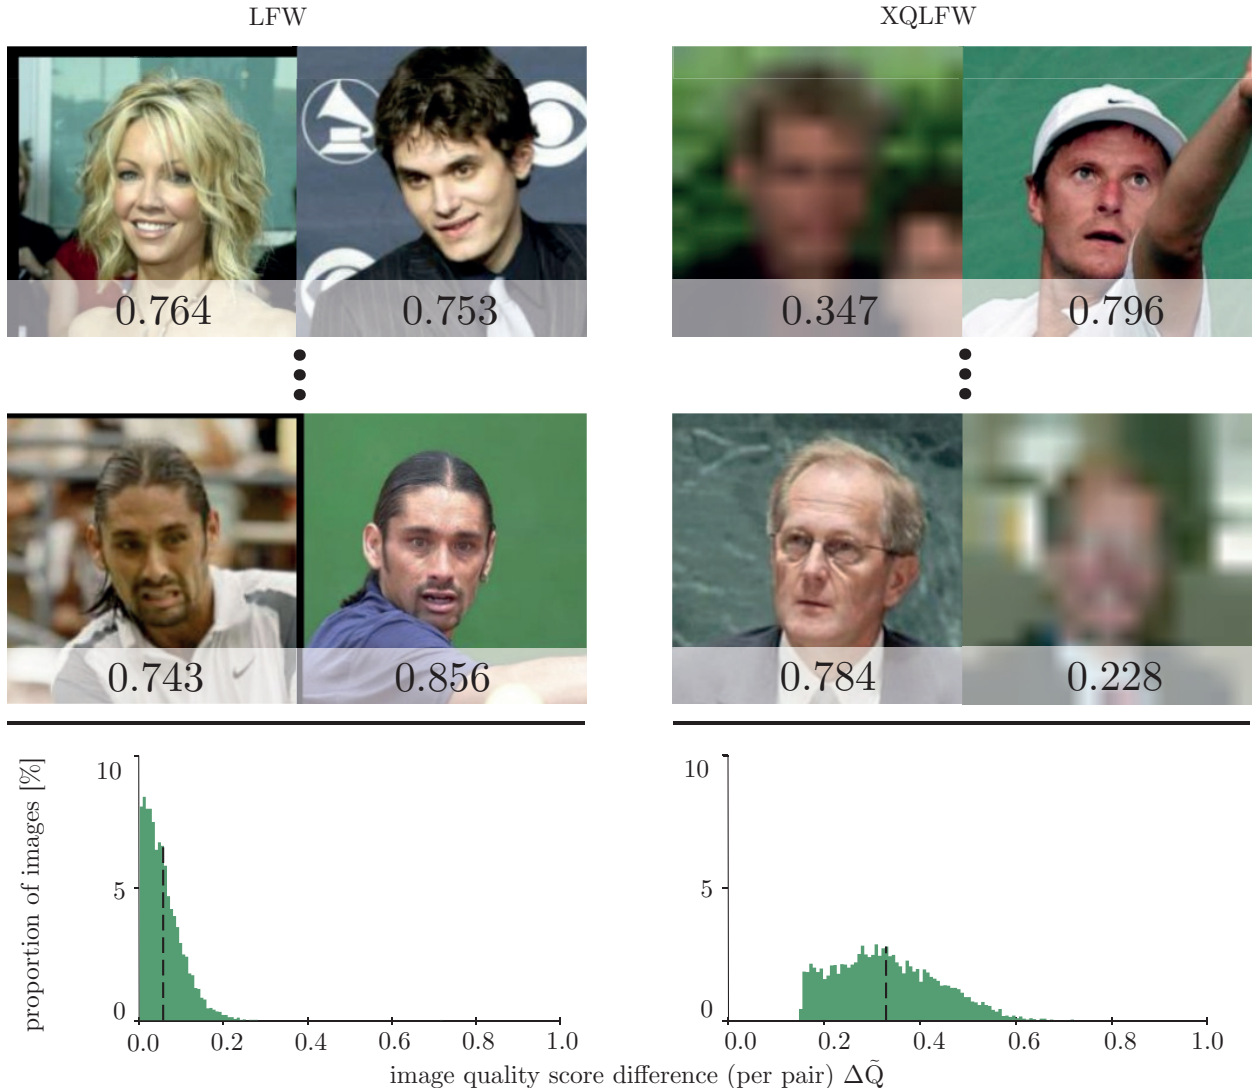 LFW
XQLFW
0.764 0.753
0.347 0.796
0.743 0.856
0.784 0.228
proportion of images [%]
10
5
0
0.0 0.2 0.4 0.6 0.8 1.0
10
5
0
0.0 0.2 0.4 0.6 0.8 1.0
image quality score difference (per pair) ΔQ̃